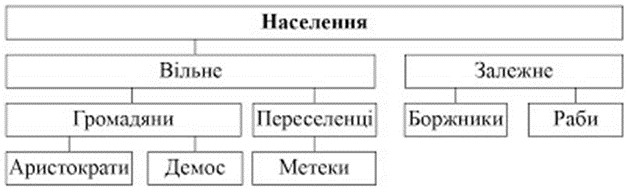 Населення
Вільне Залежне
Громадяни Переселенці Боржники Раби
Аристократи Демос Метеки